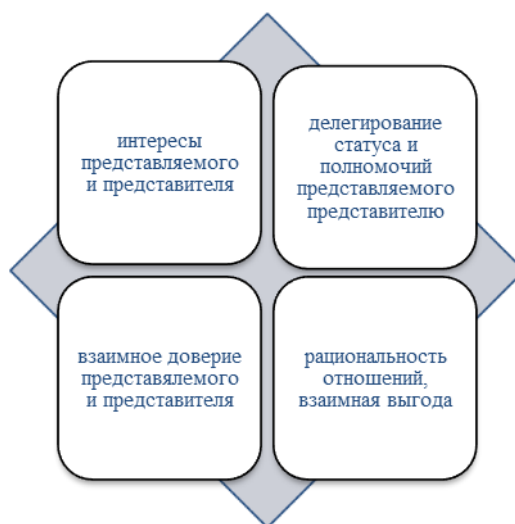 интересы
представляемого
и представителя
делегирование
статуса и
полномочий
представляемого
представителю
взаимное доверие
представялемого
и представителя
рациональность
отношений,
взаимная выгода